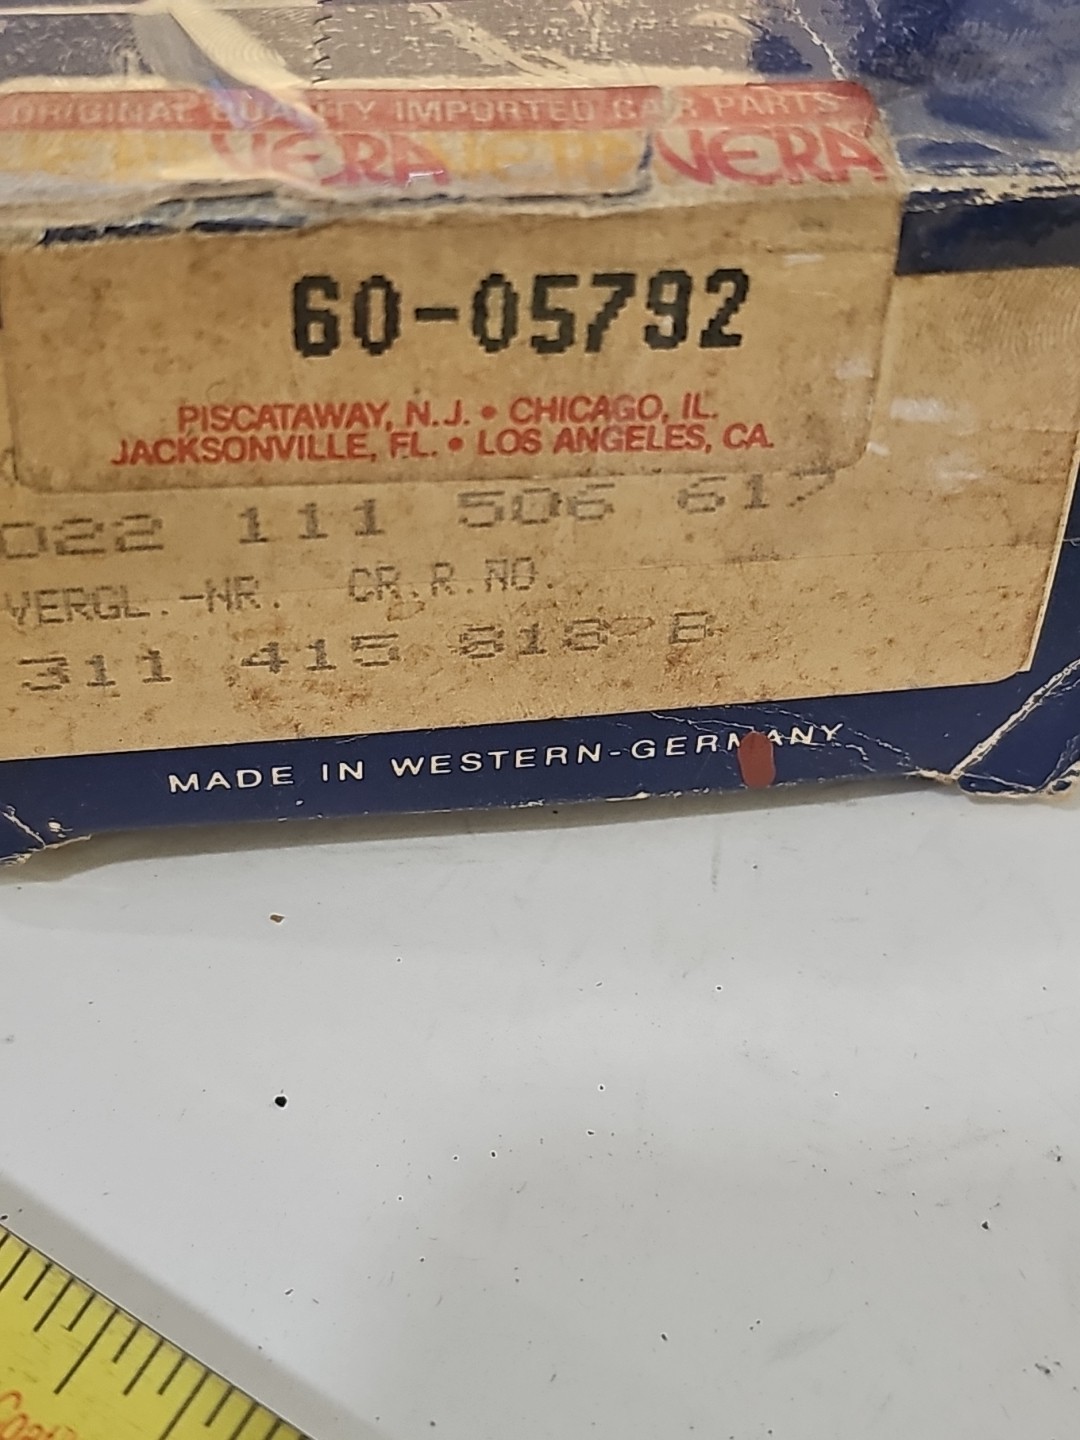 ORIGINAL QUALITY IMPORTED CAR PARTS
VERA VERA VERA
60-05792
PISCATAWAY, N.J. • CHICAGO, IL.
JACKSONVILLE, FL. • LOS ANGELES, CA.
022 111 506 617
VERGL.-NR. CR.R.NO.
311 415 818 B
MADE IN WESTERN-GERMANY